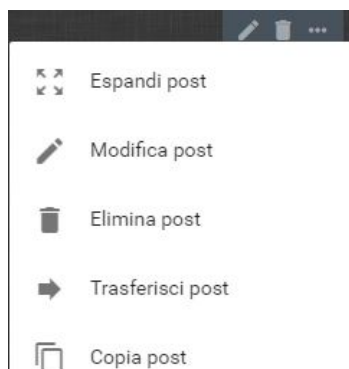 Espandi post
Modifica post
Elimina post
Trasferisci post
Copia post